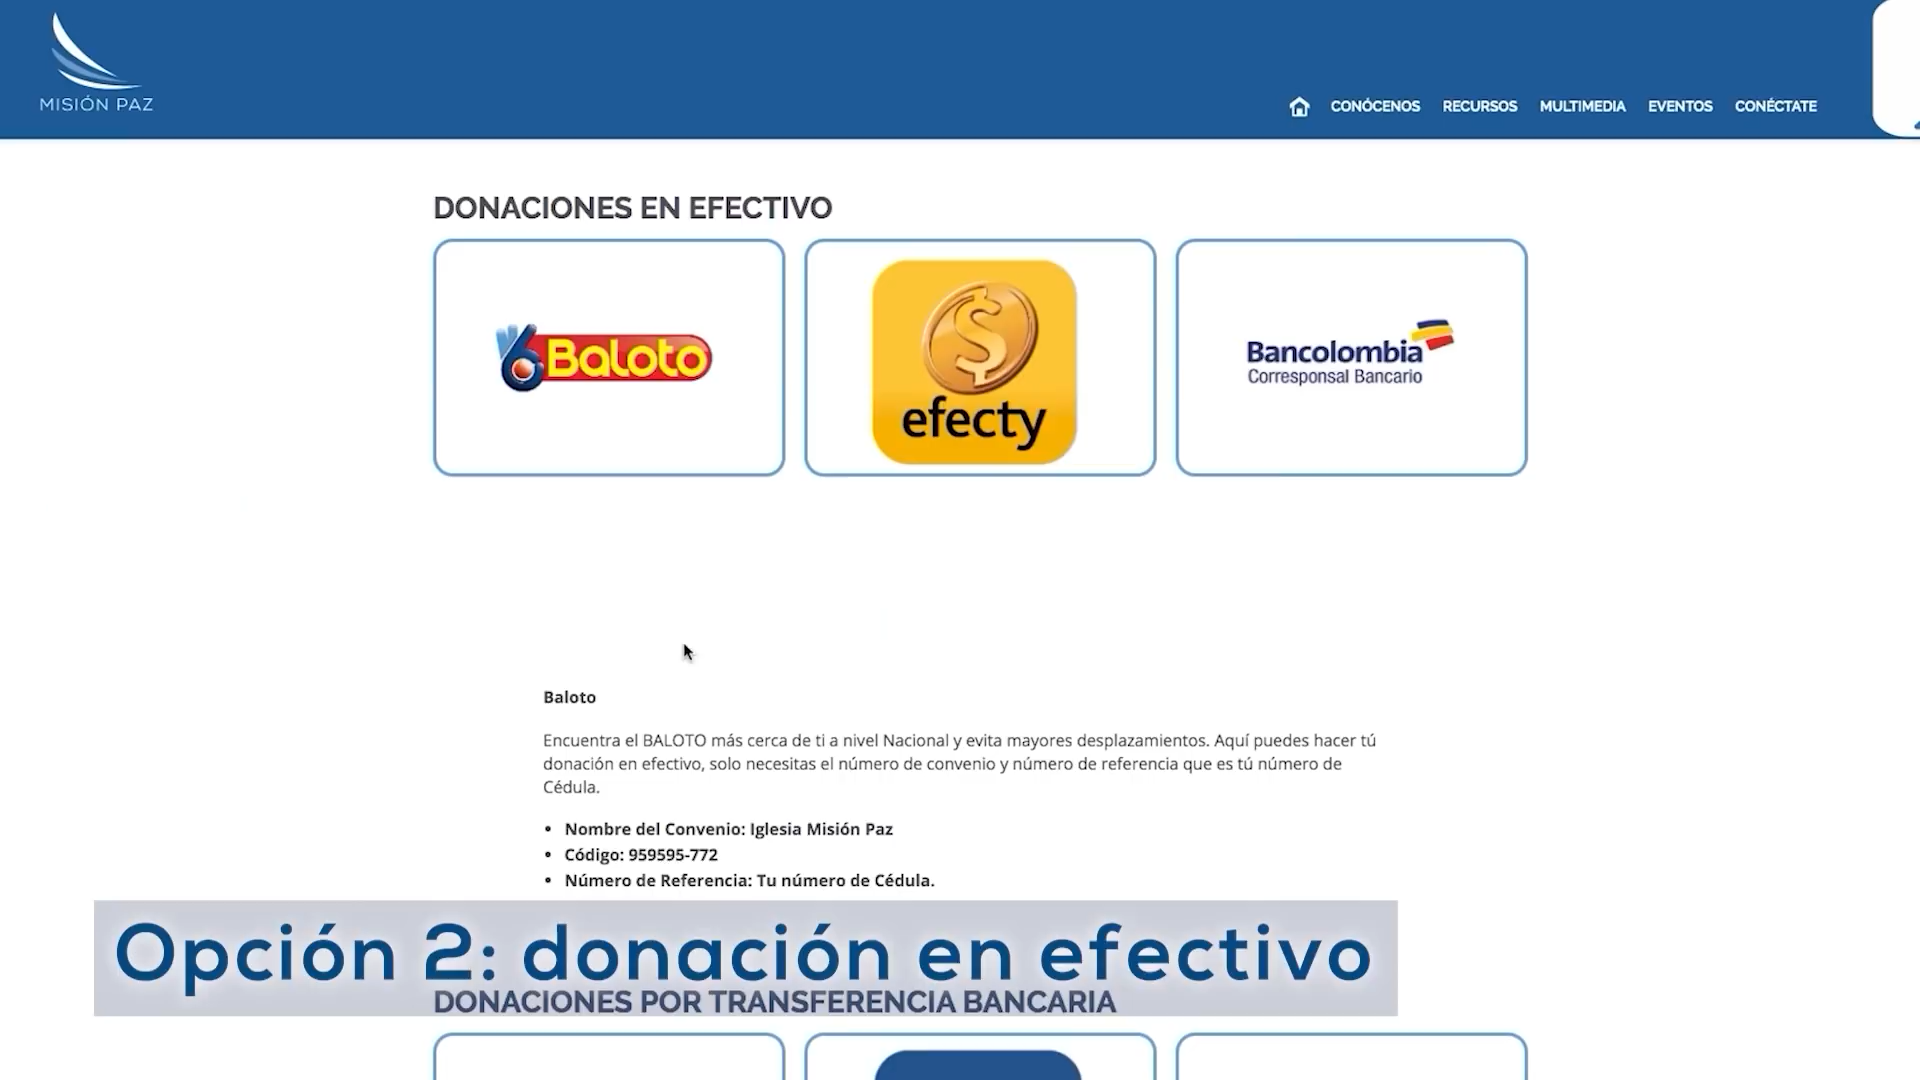 MISIÓN PAZ
CONÓCENOS RECURSOS MULTIMEDIA EVENTOS CONÉCTATE
DONACIONES EN EFECTIVO
Baloto
efecty
Bancolombia
Corresponsal Bancario
Baloto
Encuentra el BALOTO más cerca de ti a nivel Nacional y evita mayores desplazamientos. Aquí puedes hacer tú
donación en efectivo, solo necesitas el número de convenio y número de referencia que es tú número de
Cédula.
• Nombre del Convenio: Iglesia Misión Paz
• Código: 959595-772
• Número de Referencia: Tu número de Cédula.
Opción 2: donación en efectivo
DONACIONES POR TRANSFERENCIA BANCARIA